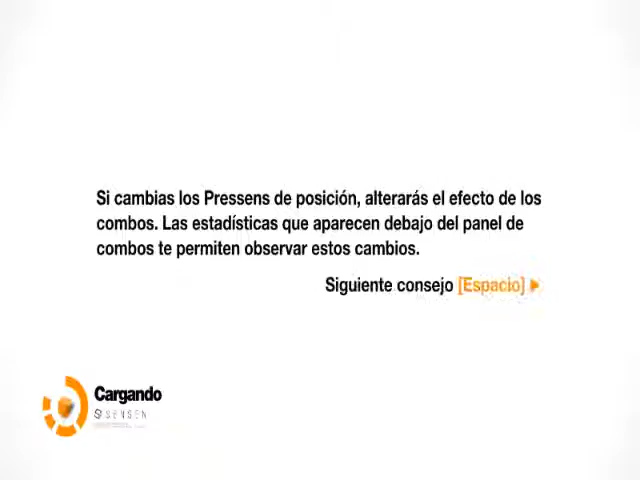 Si cambias los Pressens de posición, alterarás el efecto de los
combos. Las estadísticas que aparecen debajo del panel de
combos te permiten observar estos cambios.
Siguiente consejo [Espacio]
Cargando
SENSEN